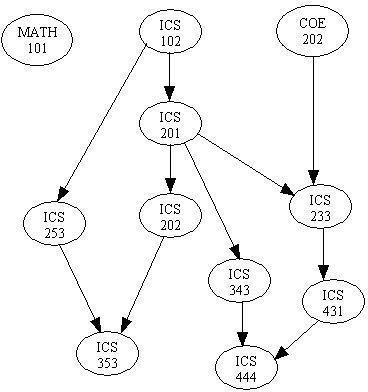 MATH
101
ICS
102
COE
202
ICS
201
ICS
253
ICS
202
ICS
233
ICS
343
ICS
431
ICS
353
ICS
444